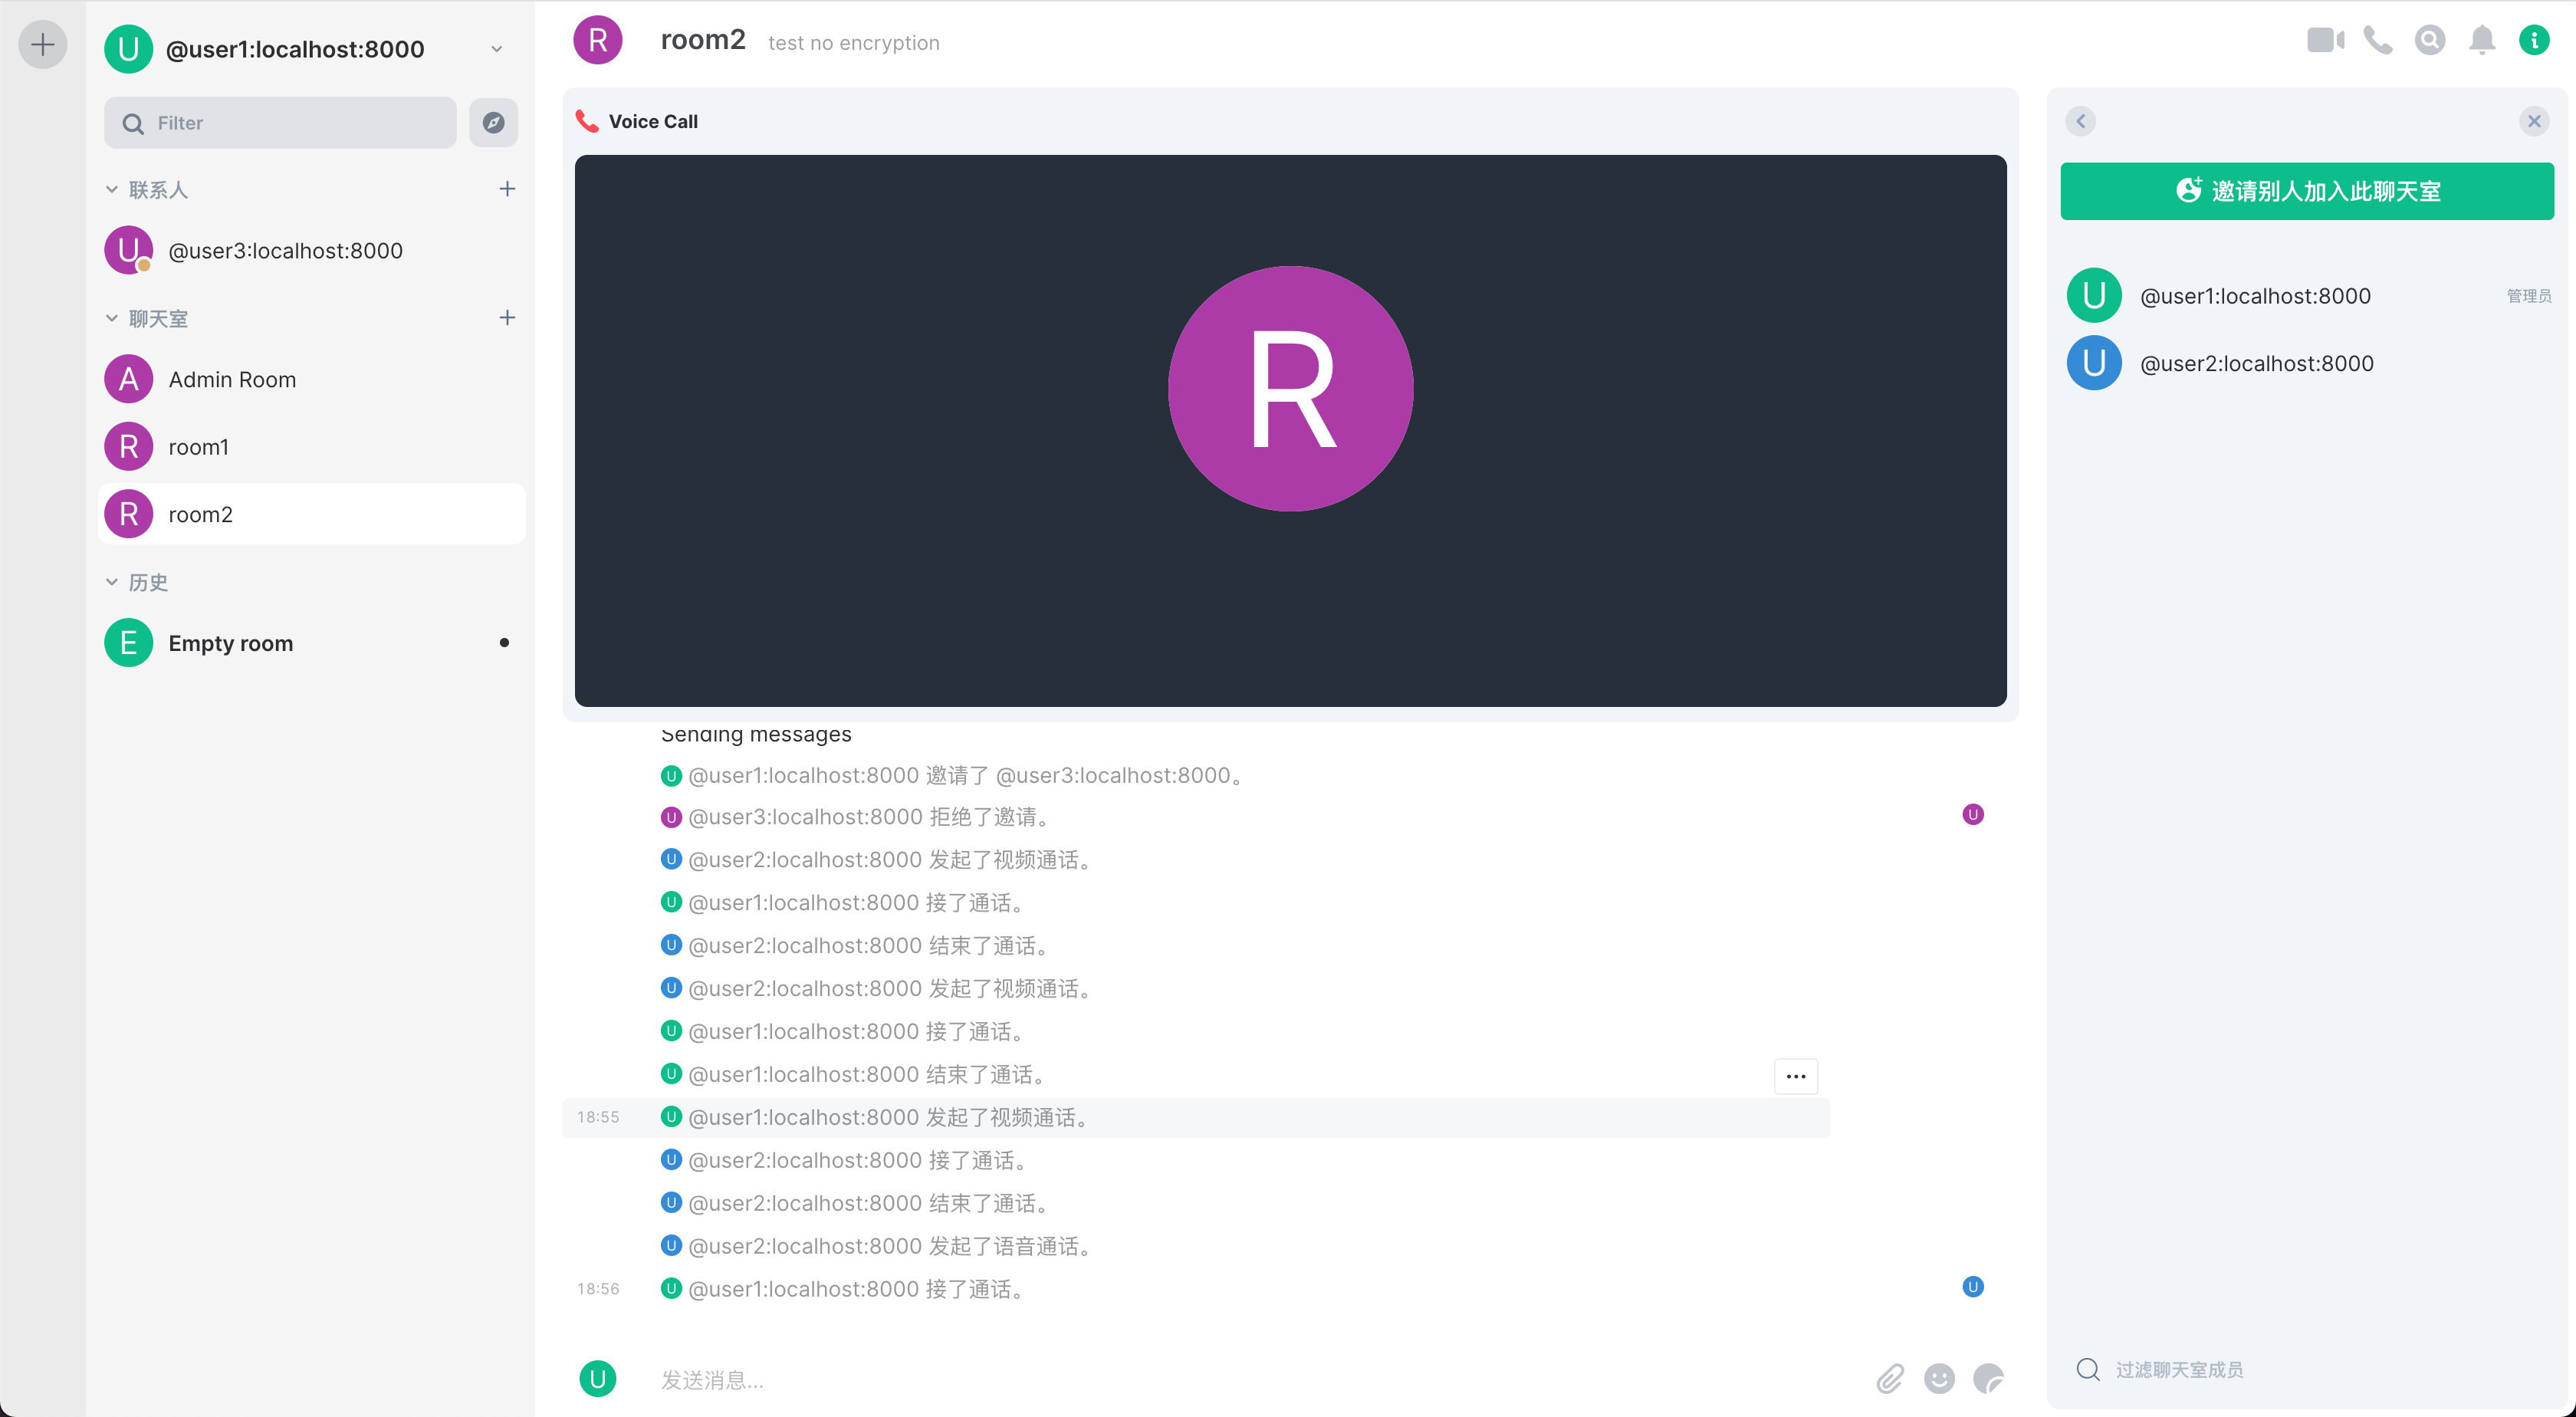 U @user1:localhost:8000
Filter
联系人
U @user3:localhost:8000
聊天室
A Admin Room
R room1
R room2
历史
E Empty room
R room2 test no encryption
Voice Call
R
Sending messages
U @user1:localhost:8000 邀请了 @user3:localhost:8000。
U @user3:localhost:8000 拒绝了邀请。 U
U @user2:localhost:8000 发起了视频通话。
U @user1:localhost:8000 接了通话。
U @user2:localhost:8000 结束了通话。
U @user2:localhost:8000 发起了视频通话。
U @user1:localhost:8000 接了通话。
U @user1:localhost:8000 结束了通话。
18:55 U @user1:localhost:8000 发起了视频通话。
U @user2:localhost:8000 接了通话。
U @user2:localhost:8000 结束了通话。
U @user2:localhost:8000 发起了语音通话。
18:56 U @user1:localhost:8000 接了通话。 U
U 发送消息...
邀请别人加入此聊天室
U @user1:localhost:8000 管理员
U @user2:localhost:8000
过滤聊天室成员